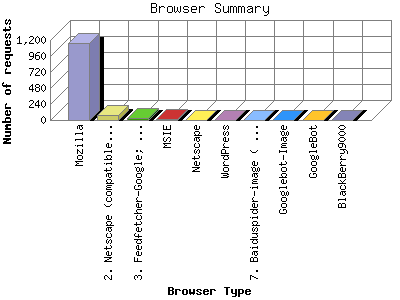 Browser Summary
Number of requests
1,200
960
720
480
240
0
Mozilla
2. Netscape (compatible...
3. Feedfetcher-Google; ...
MSIE
Netscape
WordPress
7. Baiduspider-image ( ...
Googlebot-Image
GoogleBot
BlackBerry9000
Browser Type